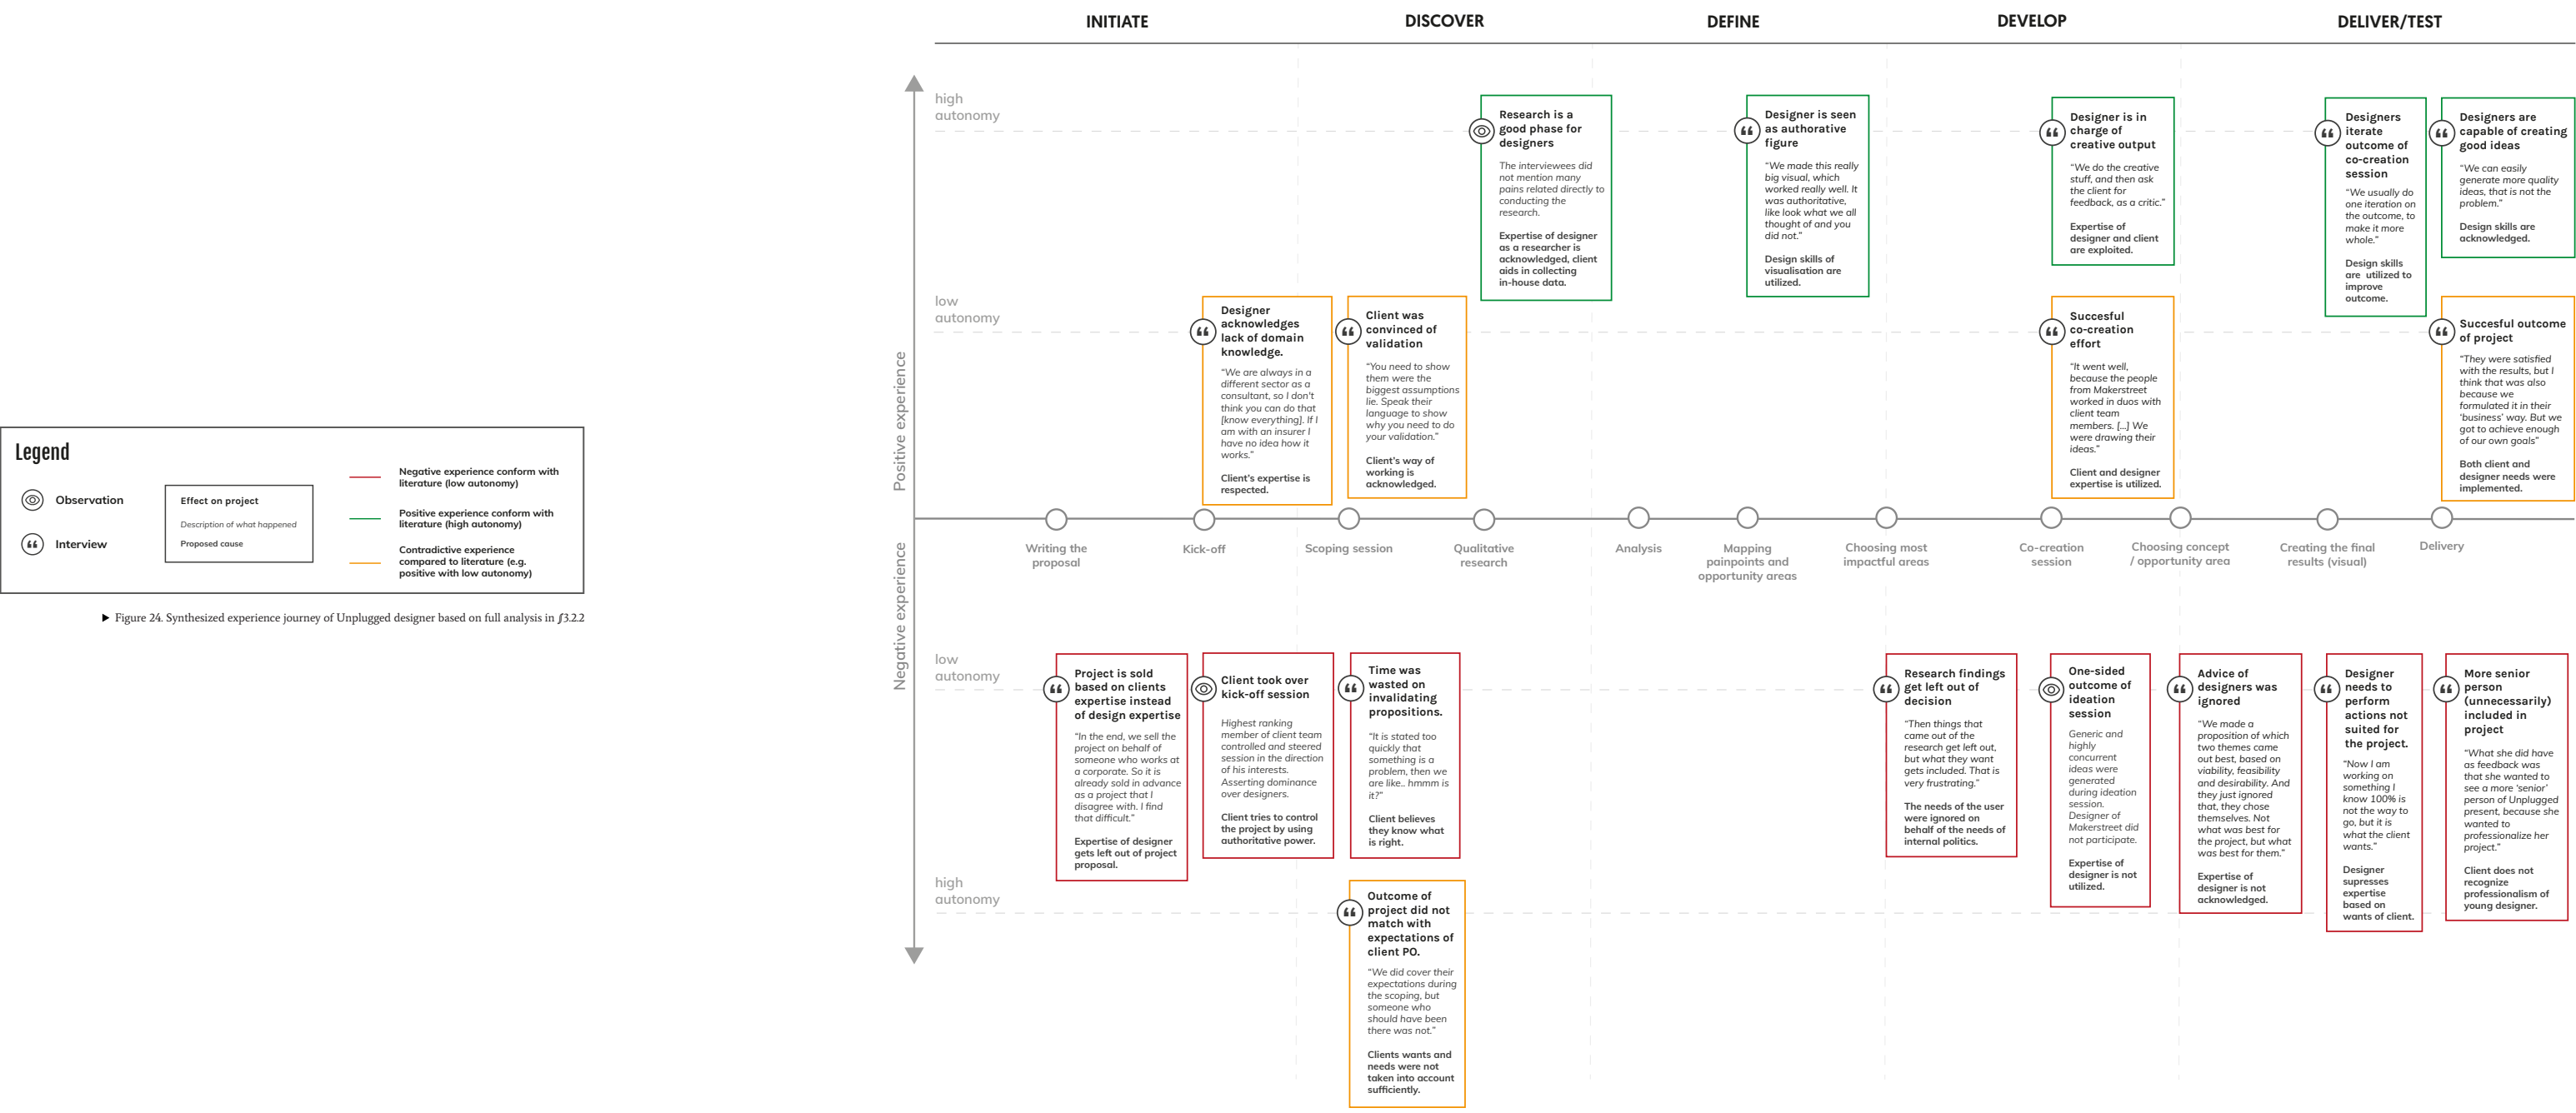 INITIATE
DISCOVER
DEFINE
DEVELOP
DELIVER/TEST
Positive experience
Negative experience
high
autonomy
Research is a
good phase for
designers
The interviewees did
not mention many
pains related directly to
conducting the
research.
Expertise of designer
as a researcher is
acknowledged, client
aids in collecting
in-house data.
Designer is seen
as authorative
figure
“We made this really
big visual, which
worked really well. It
was authoritative,
like look what we all
thought of and you
did not.”
Design skills of
visualisation are
utilized.
Designer is in
charge of
creative output
“We do the creative
stuff, and then ask
the client for
feedback, as a critic.”
Expertise of
designer and client
are exploited.
Designers
iterate
outcome of
co-creation
session
“We usually do
one iteration on
the outcome, to
make it more
whole.”
Design skills
are utilized to
improve
outcome.
Designers are
capable of creating
good ideas
“We can easily
generate more quality
ideas, that is not the
problem.”
Design skills are
acknowledged.
low
autonomy
Designer
acknowledges
lack of domain
knowledge.
“We are always in a
different sector as a
consultant, so I don't
think you can do that
[know everything]. If I
am with an insurer I
have no idea how it
works.”
Client's expertise is
respected.
Client was
convinced of
validation
“You need to show
them were the
biggest assumptions
lie. Speak their
language to show
why you need to do
your validation.”
Client's way of
working is
acknowledged.
Succesful
co-creation
effort
“It went well,
because the people
from Makerstreet
worked in duos with
client team
members. [...] We
were drawing their
ideas.”
Client and designer
expertise is utilized.
Succesful outcome
of project
“They were satisfied
with the results, but I
think that was also
because we
formulated it in their
‘business’ way. But we
got to achieve enough
of our own goals”
Both client and
designer needs were
implemented.
Writing the
proposal
Kick-off
Scoping session
Qualitative
research
Analysis
Mapping
painpoints and
opportunity areas
Choosing most
impactful areas
Co-creation
session
Choosing concept
/ opportunity area
Creating the final
results (visual)
Delivery
low
autonomy
Project is sold
based on clients
expertise instead
of design expertise
“In the end, we sell the
project on behalf of
someone who works at
a corporate. So it is
already sold in advance
as a project that I
disagree with. I find
that difficult.”
Expertise of designer
gets left out of project
proposal.
Client took over
kick-off session
Highest ranking
member of client team
controlled and steered
session in the direction
of his interests.
Asserting dominance
over designers.
Client tries to control
the project by using
authoritative power.
Time was
wasted on
invalidating
propositions.
“It is stated too
quickly that
something is a
problem, then we
are like.. hmmm is
it?”
Client believes
they know what
is right.
Research findings
get left out of
decision
“Then things that
came out of the
research get left out,
but what they want
gets included. That is
very frustrating.”
The needs of the user
were ignored on
behalf of the needs of
internal politics.
One-sided
outcome of
ideation
session
Generic and
highly
concurrent
ideas were
generated
during ideation
session.
Designer of
Makerstreet did
not participate.
Expertise of
designer is not
utilized.
Advice of
designers was
ignored
“We made a
proposition of which
two themes came
out best, based on
viability, feasibility
and desirability. And
they just ignored
that, they chose
themselves. Not
what was best for
the project, but what
was best for them.”
Expertise of
designer is not
acknowledged.
Designer
needs to
perform
actions not
suited for
the project.
“Now I am
working on
something I
know 100% is
not the way to
go, but it is
what the client
wants.”
Designer
supresses
expertise
based on
wants of client.
More senior
person
(unnecessarily)
included in
project
“What she did have
as feedback was
that she wanted to
see a more ‘senior’
person of Unplugged
present, because she
wanted to
professionalize her
project.”
Client does not
recognize
professionalism of
young designer.
high
autonomy
Outcome of
project did not
match with
expectations of
client PO.
“We did cover their
expectations during
the scoping, but
someone who
should have been
there was not.”
Clients wants and
needs were not
taken into account
sufficiently.
Legend
Observation
Interview
Effect on project
Description of what happened
Proposed cause
Negative experience conform with
literature (low autonomy)
Positive experience conform with
literature (high autonomy)
Contradictive experience
compared to literature (e.g.
positive with low autonomy)
▶ Figure 24. Synthesized experience journey of Unplugged designer based on full analysis in ∫3.2.2